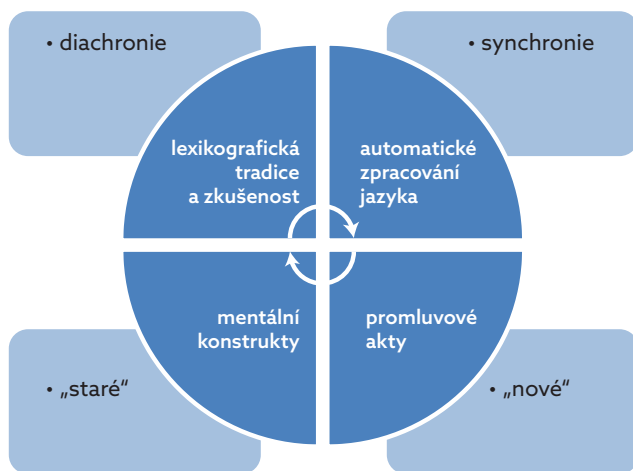 • diachronie
• synchronie
lexikografická
tradice
a zkušenost
automatické
zpracování
jazyka
mentální
konstrukty
promluvové
akty
• „staré“
• „nové“